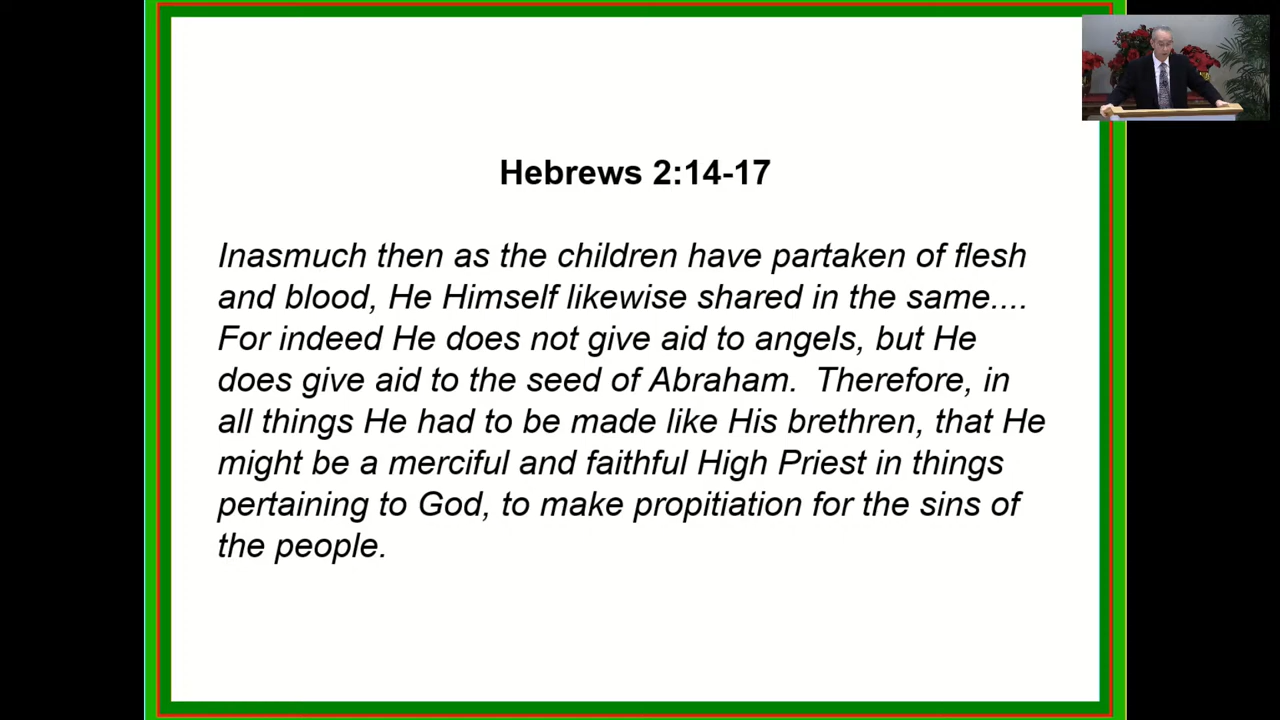 Hebrews 2:14-17
Inasmuch then as the children have partaken of flesh
and blood, He Himself likewise shared in the same....
For indeed He does not give aid to angels, but He
does give aid to the seed of Abraham.  Therefore, in
all things He had to be made like His brethren, that He
might be a merciful and faithful High Priest in things
pertaining to God, to make propitiation for the sins of
the people.